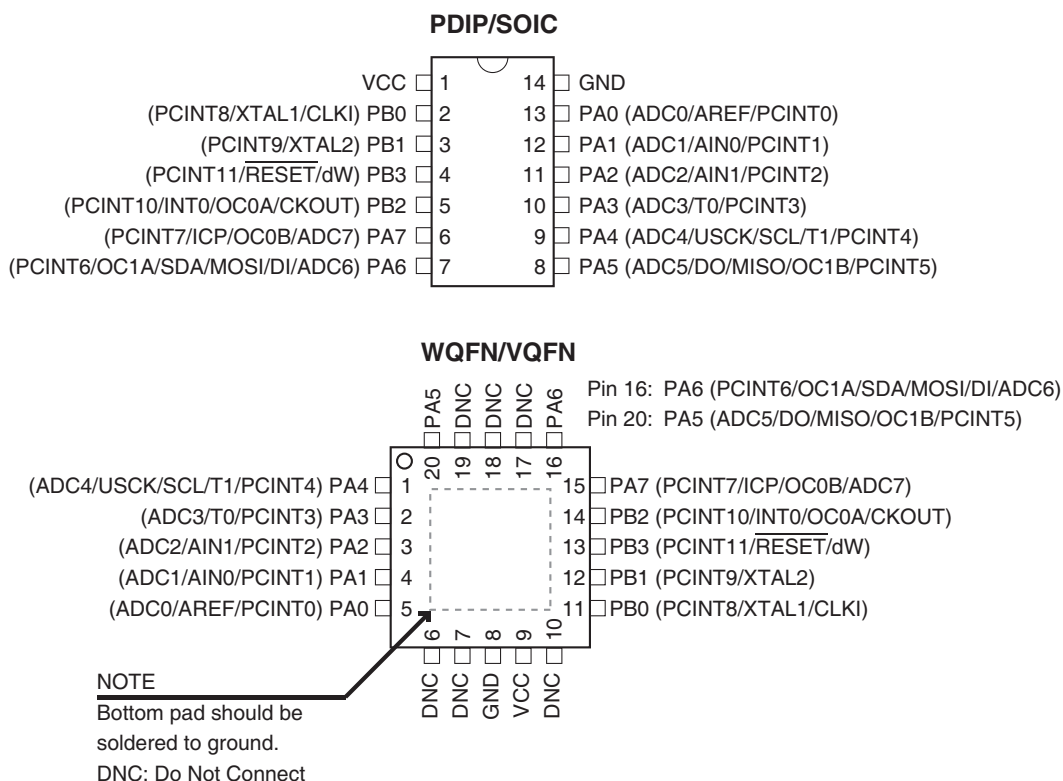 PDIP/SOIC
VCC 1 14 GND
(PCINT8/XTAL1/CLKI) PB0 2 13 PA0 (ADC0/AREF/PCINT0)
(PCINT9/XTAL2) PB1 3 12 PA1 (ADC1/AIN0/PCINT1)
(PCINT11/RESET/dW) PB3 4 11 PA2 (ADC2/AIN1/PCINT2)
(PCINT10/INT0/OC0A/CKOUT) PB2 5 10 PA3 (ADC3/T0/PCINT3)
(PCINT7/ICP/OC0B/ADC7) PA7 6 9 PA4 (ADC4/USCK/SCL/T1/PCINT4)
(PCINT6/OC1A/SDA/MOSI/DI/ADC6) PA6 7 8 PA5 (ADC5/DO/MISO/OC1B/PCINT5)
WQFN/VQFN
Pin 16: PA6 (PCINT6/OC1A/SDA/MOSI/DI/ADC6)
Pin 20: PA5 (ADC5/DO/MISO/OC1B/PCINT5)
PA5 DNC DNC DNC PA6
20 19 18 17 16
(ADC4/USCK/SCL/T1/PCINT4) PA4 1 15 PA7 (PCINT7/ICP/OC0B/ADC7)
(ADC3/T0/PCINT3) PA3 2 14 PB2 (PCINT10/INT0/OC0A/CKOUT)
(ADC2/AIN1/PCINT2) PA2 3 13 PB3 (PCINT11/RESET/dW)
(ADC1/AIN0/PCINT1) PA1 4 12 PB1 (PCINT9/XTAL2)
(ADC0/AREF/PCINT0) PA0 5 11 PB0 (PCINT8/XTAL1/CLKI)
6 7 8 9 10
DNC DNC GND VCC DNC
NOTE
Bottom pad should be
soldered to ground.
DNC: Do Not Connect